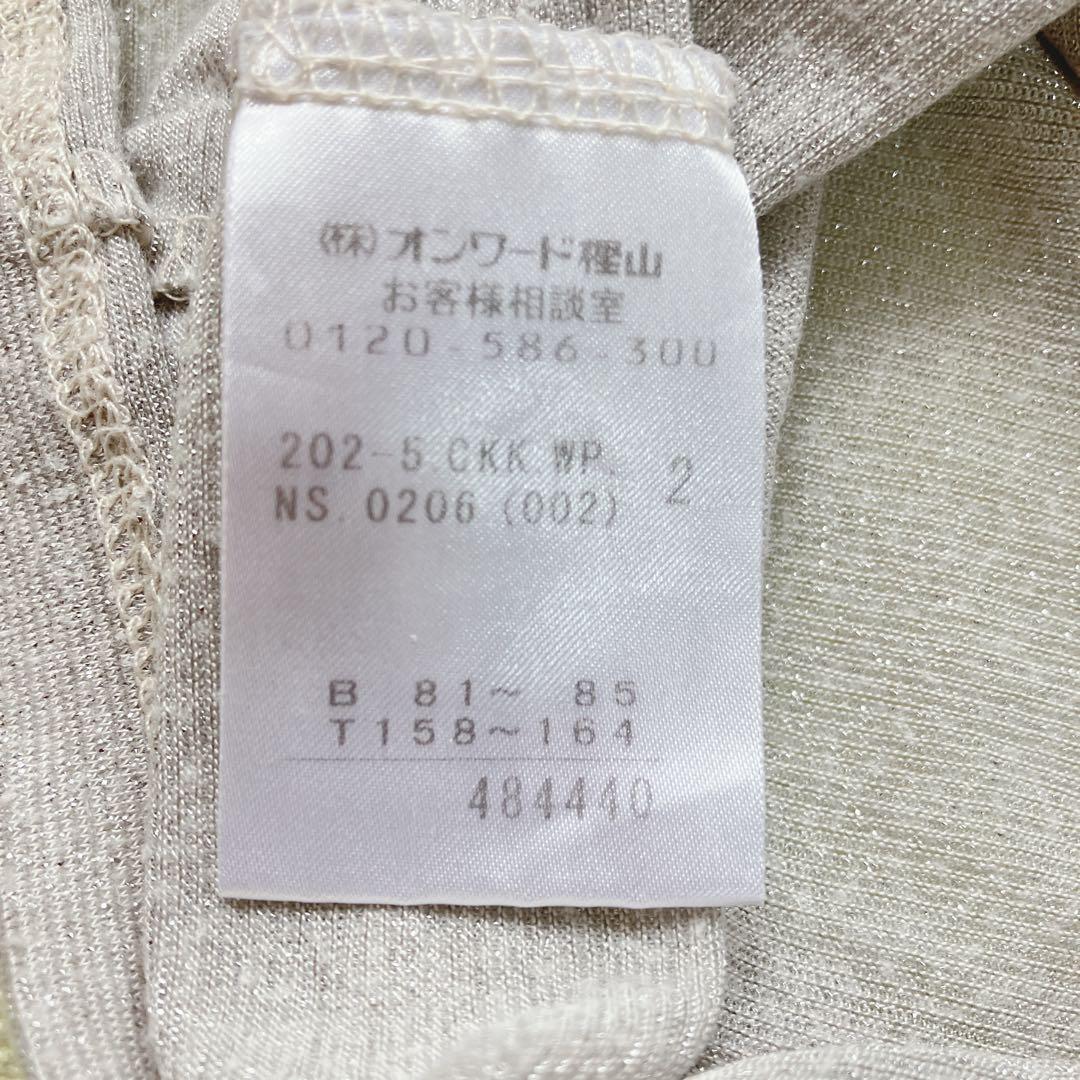 (株)オンワード樫山
お客様相談室
0120-586-300
202-5.CKK.WP. 2
NS.0206(002)
B 81〜 85
T158〜164
484440